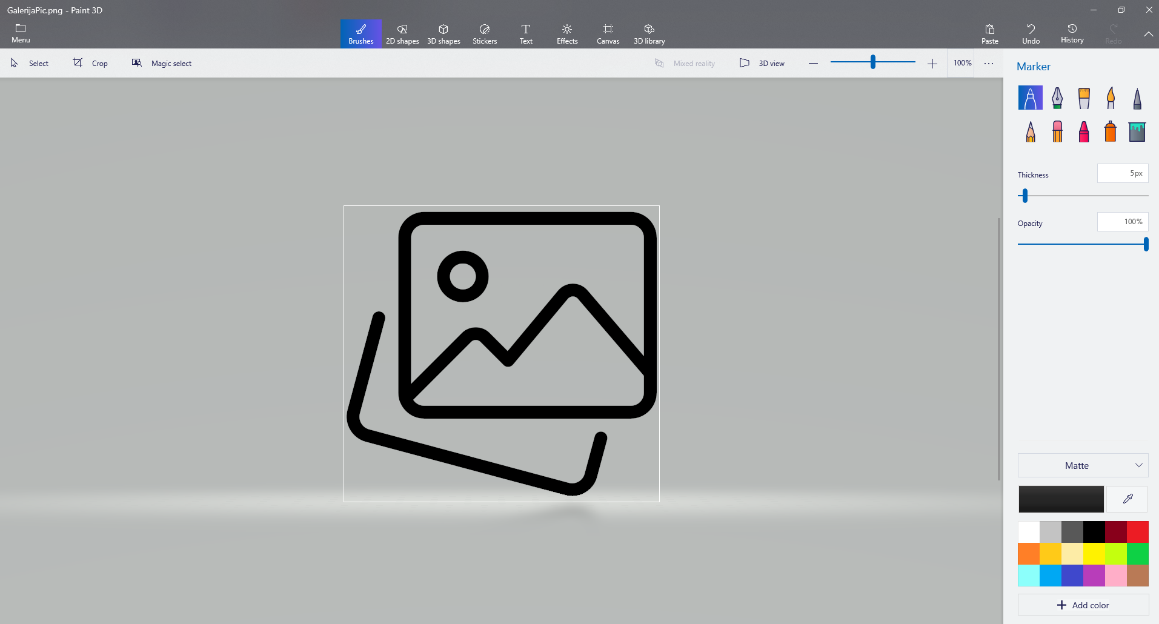 GalerijaPic.png - Paint 3D
Menu
Brushes 2D shapes 3D shapes Stickers Text Effects Canvas 3D library
Paste Undo History Redo
Select Crop Magic select Mixed reality 3D view 100%
Marker
Thickness 5px
Opacity 100%
Matte
Add color